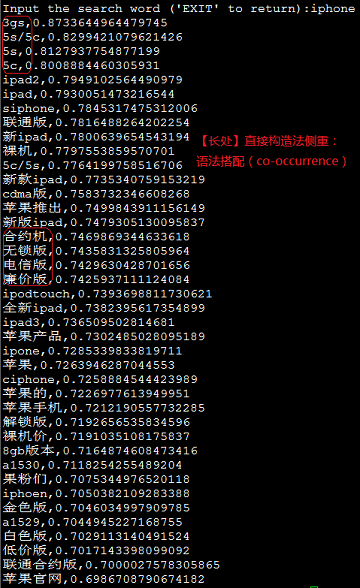 Input the search word ('EXIT' to return):iphone
3gs,0.8733644964479745
5s/5c,0.8299421079621426
5s,0.8127937754877199
5c,0.8008884460305931
ipad2,0.7949102564490979
ipad,0.7930051473216544
siphone,0.7845317475312006
联通版,0.7816488264202254
新ipad,0.7800639654543194
裸机,0.7797553859570701
【长处】直接构造法侧重：
语法搭配（co-occurrence）
5c/5s,0.7764199758516706
新款ipad,0.7735340759153219
cdma版,0.7583732346608268
苹果推出,0.7499843911156149
新版ipad,0.7479305130095837
合约机,0.7469869344633618
无锁版,0.7435831325805964
电信版,0.7429630428701656
廉价版,0.7425937111124084
ipodtouch,0.7393698811730621
全新ipad,0.7382395617354899
ipad3,0.736509502814681
苹果产品,0.7302485028095189
ipone,0.7285339833819711
苹果,0.7263946287044553
ciphone,0.7258884544423989
苹果的,0.7226977613949951
苹果手机,0.7212190557732285
解锁版,0.7192656535834596
裸机价,0.7191035108175837
8gb版本,0.7164874608473416
a1530,0.7118254255489204
果粉们,0.7075344976520118
iphoen,0.7050382109283388
金色版,0.7046034997909785
a1529,0.7044945227168755
白色版,0.7029113140491524
低价版,0.7017143398099092
联通合约版,0.7000027578305865
苹果官网,0.6986708790674182